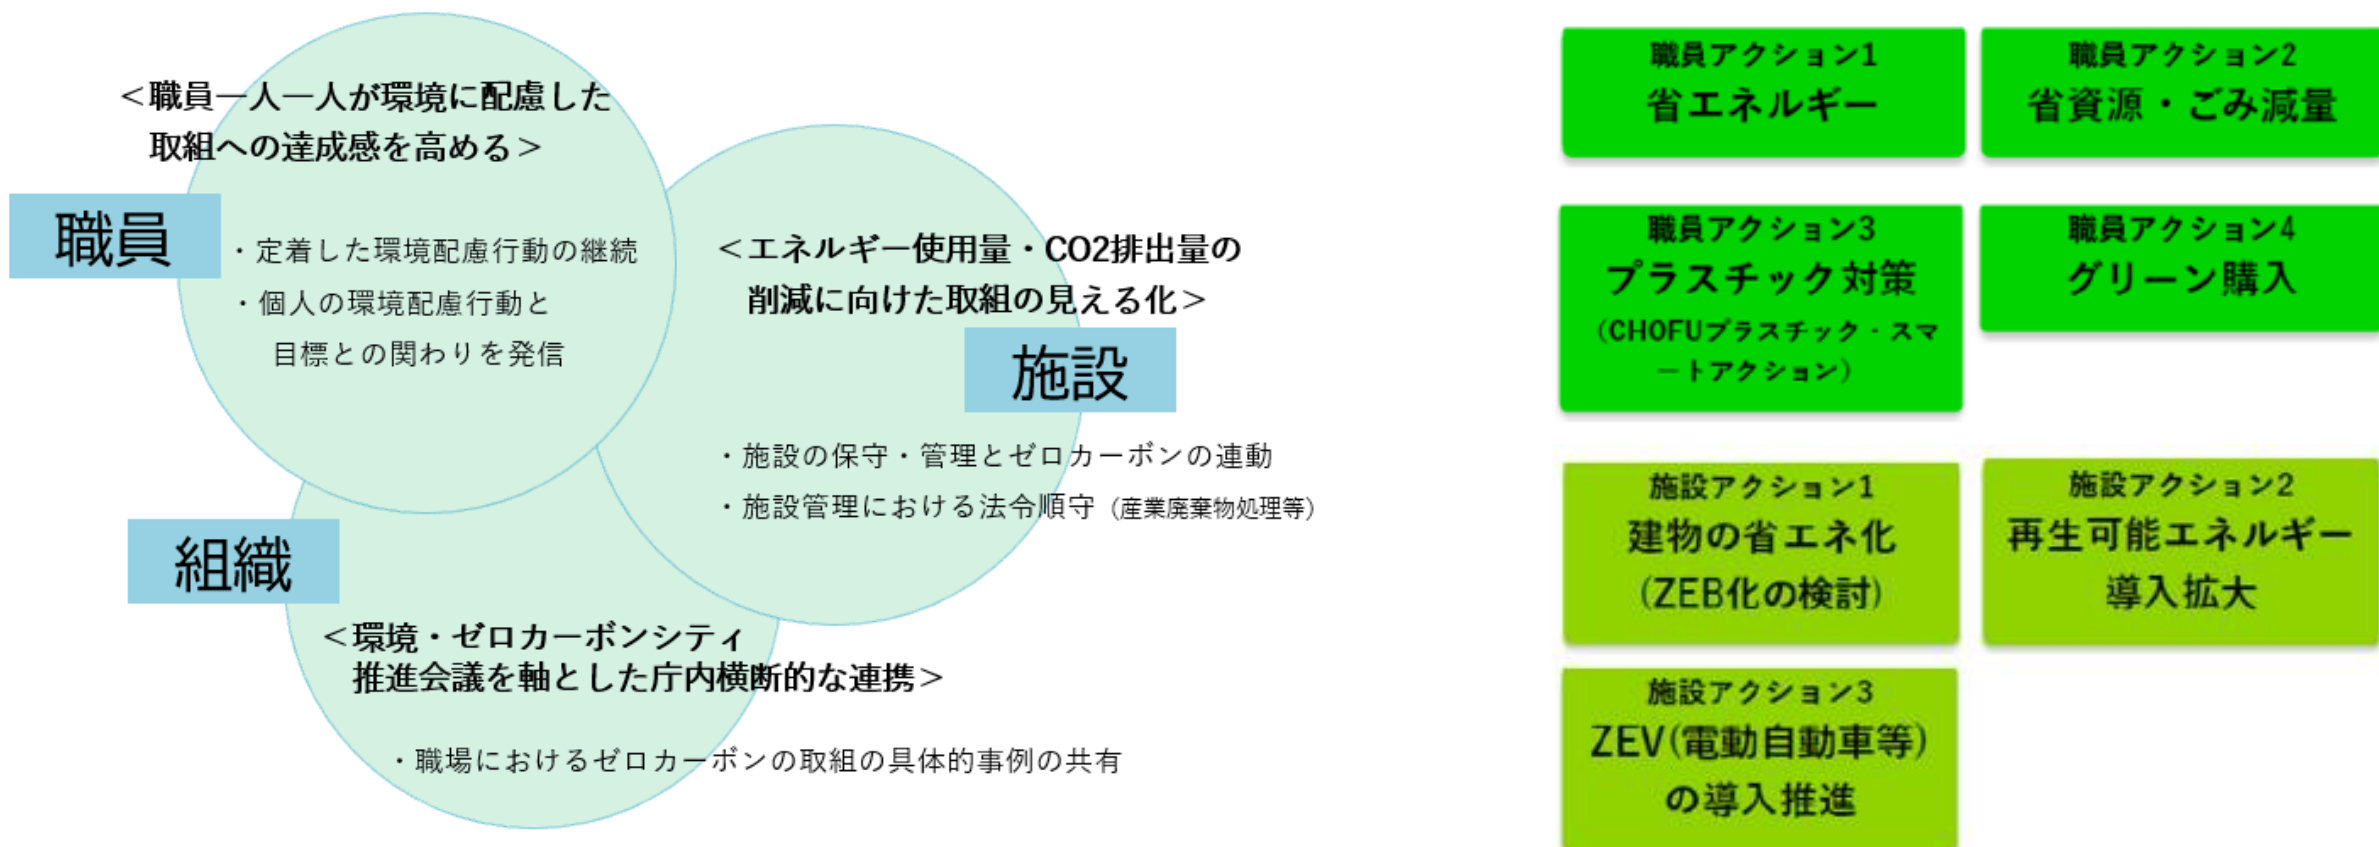 ＜職員一人一人が環境に配慮した
取組への達成感を高める＞
職員
・定着した環境配慮行動の継続
・個人の環境配慮行動と
目標との関わりを発信
＜エネルギー使用量・CO2排出量の
削減に向けた取組の見える化＞
施設
・施設の保守・管理とゼロカーボンの連動
・施設管理における法令順守（産業廃棄物処理等）
組織
＜環境・ゼロカーボンシティ
推進会議を軸とした庁内横断的な連携＞
・職場におけるゼロカーボンの取組の具体的事例の共有
職員アクション1
省エネルギー
職員アクション2
省資源・ごみ減量
職員アクション3
プラスチック対策
（CHOFUプラスチック・スマ
ートアクション）
職員アクション4
グリーン購入
施設アクション1
建物の省エネ化
(ZEB化の検討)
施設アクション2
再生可能エネルギー
導入拡大
施設アクション3
ZEV(電動自動車等)
の導入推進